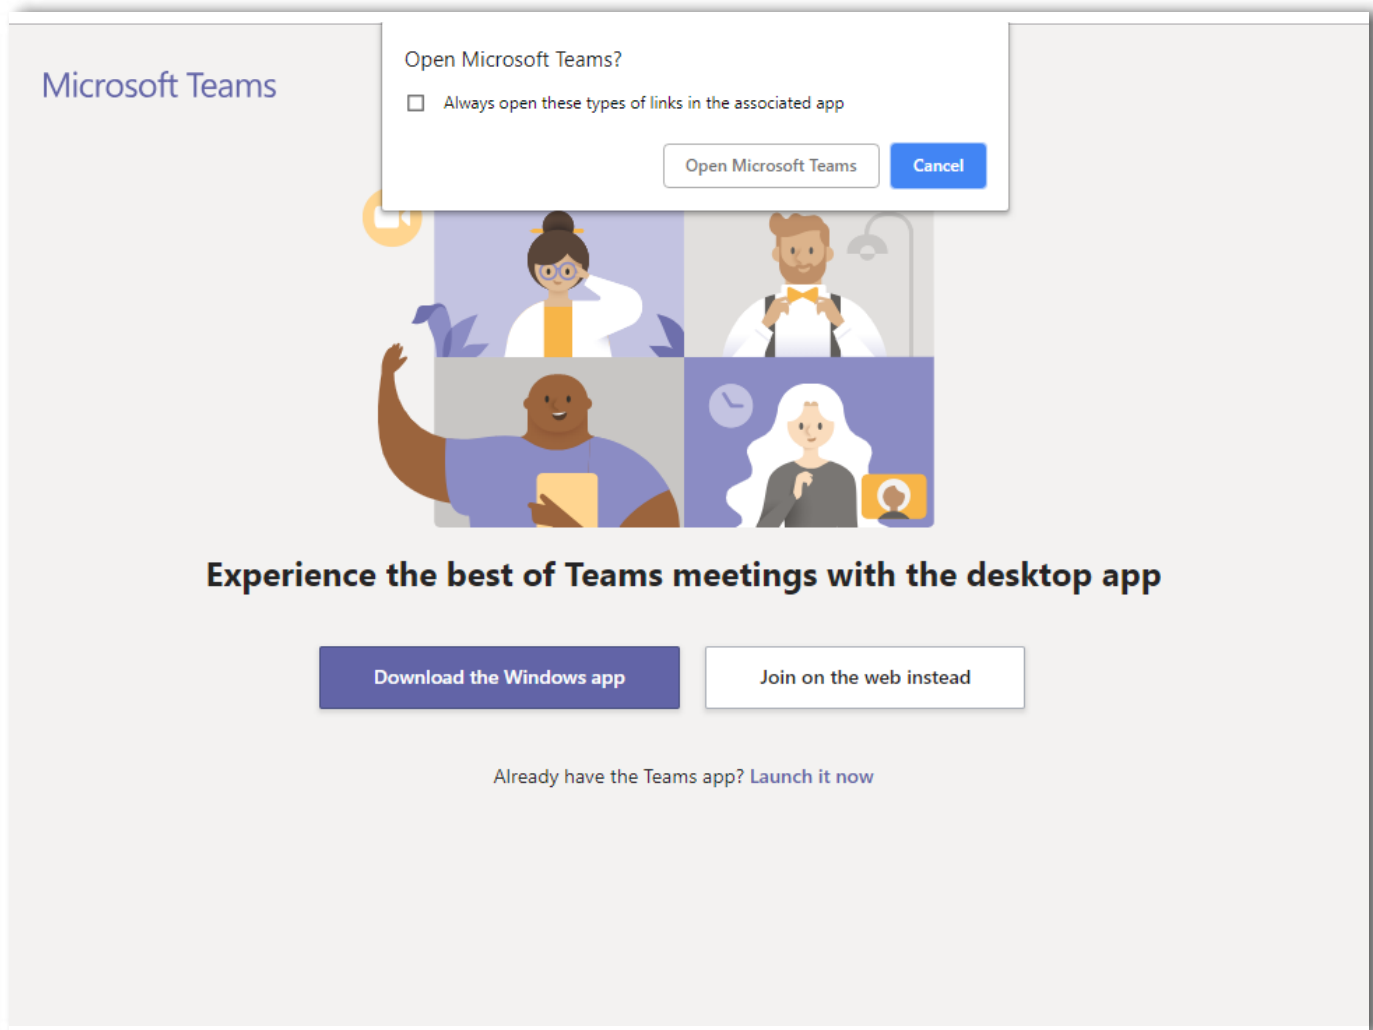 Microsoft Teams
Open Microsoft Teams?
Always open these types of links in the associated app
Open Microsoft Teams
Cancel
Experience the best of Teams meetings with the desktop app
Download the Windows app
Join on the web instead
Already have the Teams app? Launch it now